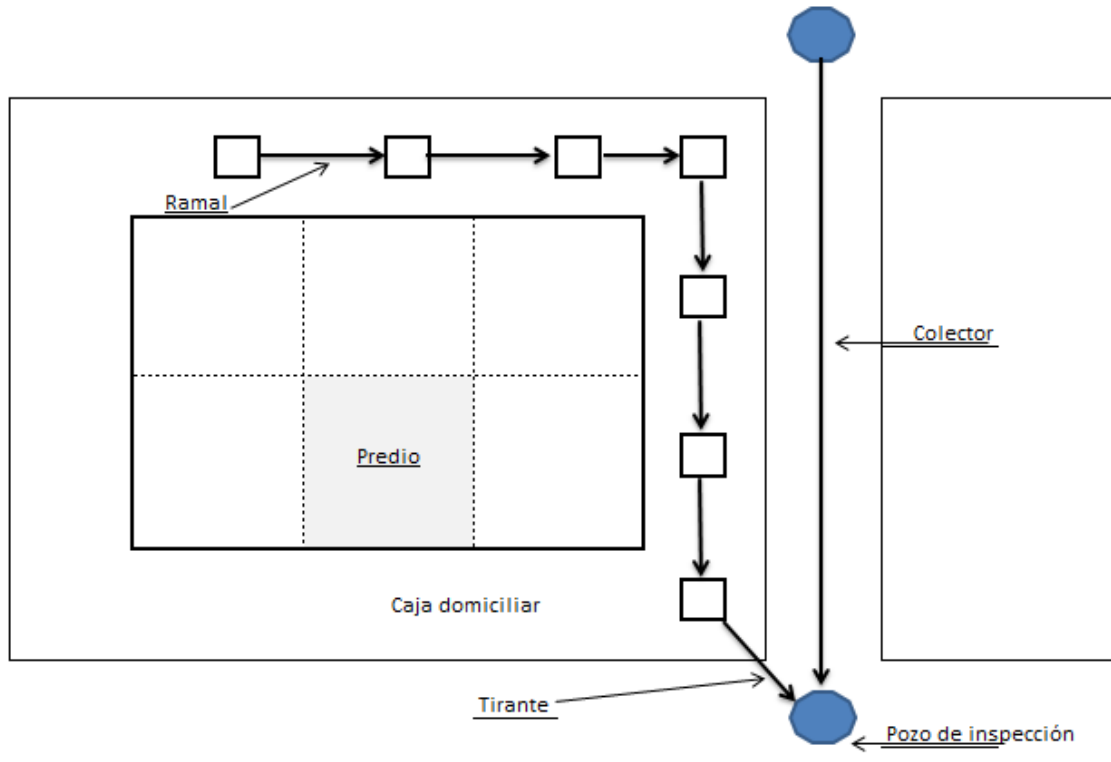 Ramal
Colector
Predio
Caja domiciliar
Tirante
Pozo de inspección